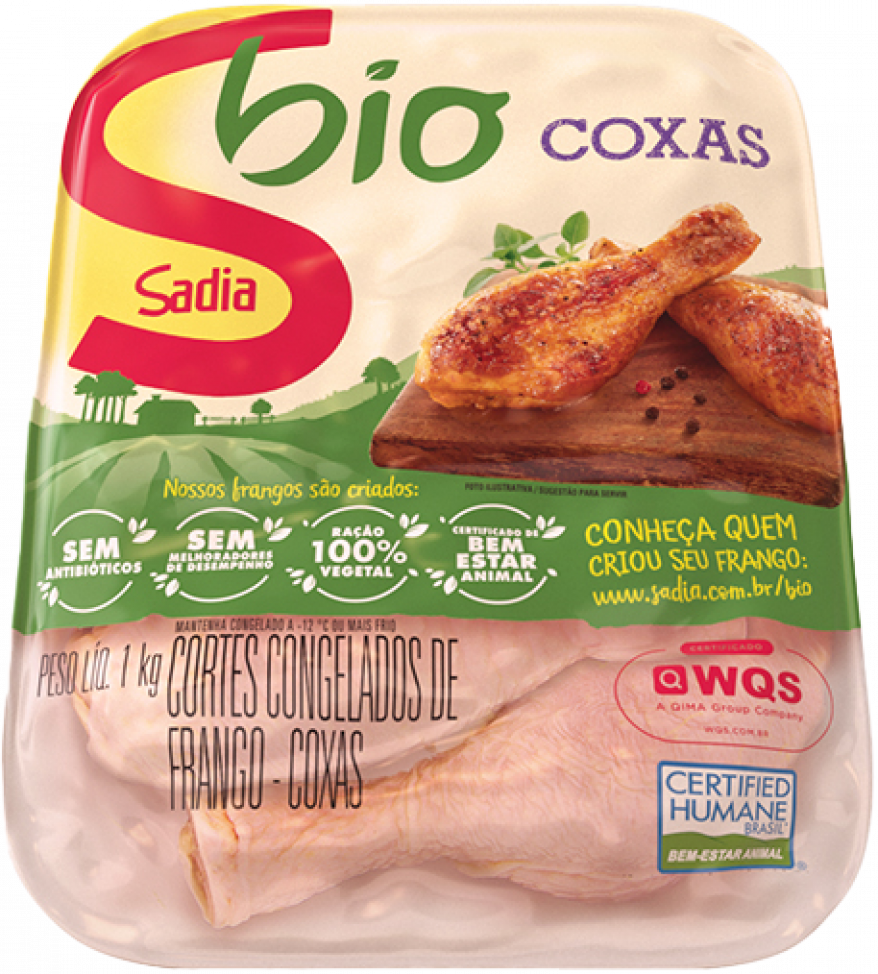 bio
COXAS
Sadia
FOTO ILUSTRATIVA / SUGESTÃO PARA SERVIR
Nossos frangos são criados:
SEM
ANTIBIÓTICOS
SEM
MELHORADORES
DE DESEMPENHO
RAÇÃO
100%
VEGETAL
CERTIFICADO DE
BEM
ESTAR
ANIMAL
CONHEÇA QUEM
CRIOU SEU FRANGO:
www.sadia.com.br/bio
MANTENHA CONGELADO A -12 °C OU MAIS FRIO
PESO LÍQ. 1 kg
CORTES CONGELADOS DE
FRANGO - COXAS
CERTIFICADO
WQS
A QIMA Group Company
WQS.COM.BR
CERTIFIED
HUMANE
BRASIL
BEM-ESTAR ANIMAL
®